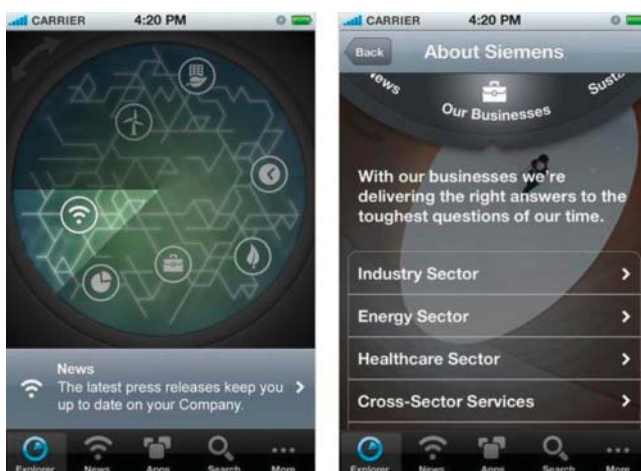 CARRIER 4:20 PM
News
The latest press releases keep you
up to date on your Company.
Explorer News Apps Search More
CARRIER 4:20 PM
Back About Siemens
News Our Businesses
With our businesses we're
delivering the right answers to the
toughest questions of our time.
Industry Sector
Energy Sector
Healthcare Sector
Cross-Sector Services
Explorer News Apps Search More